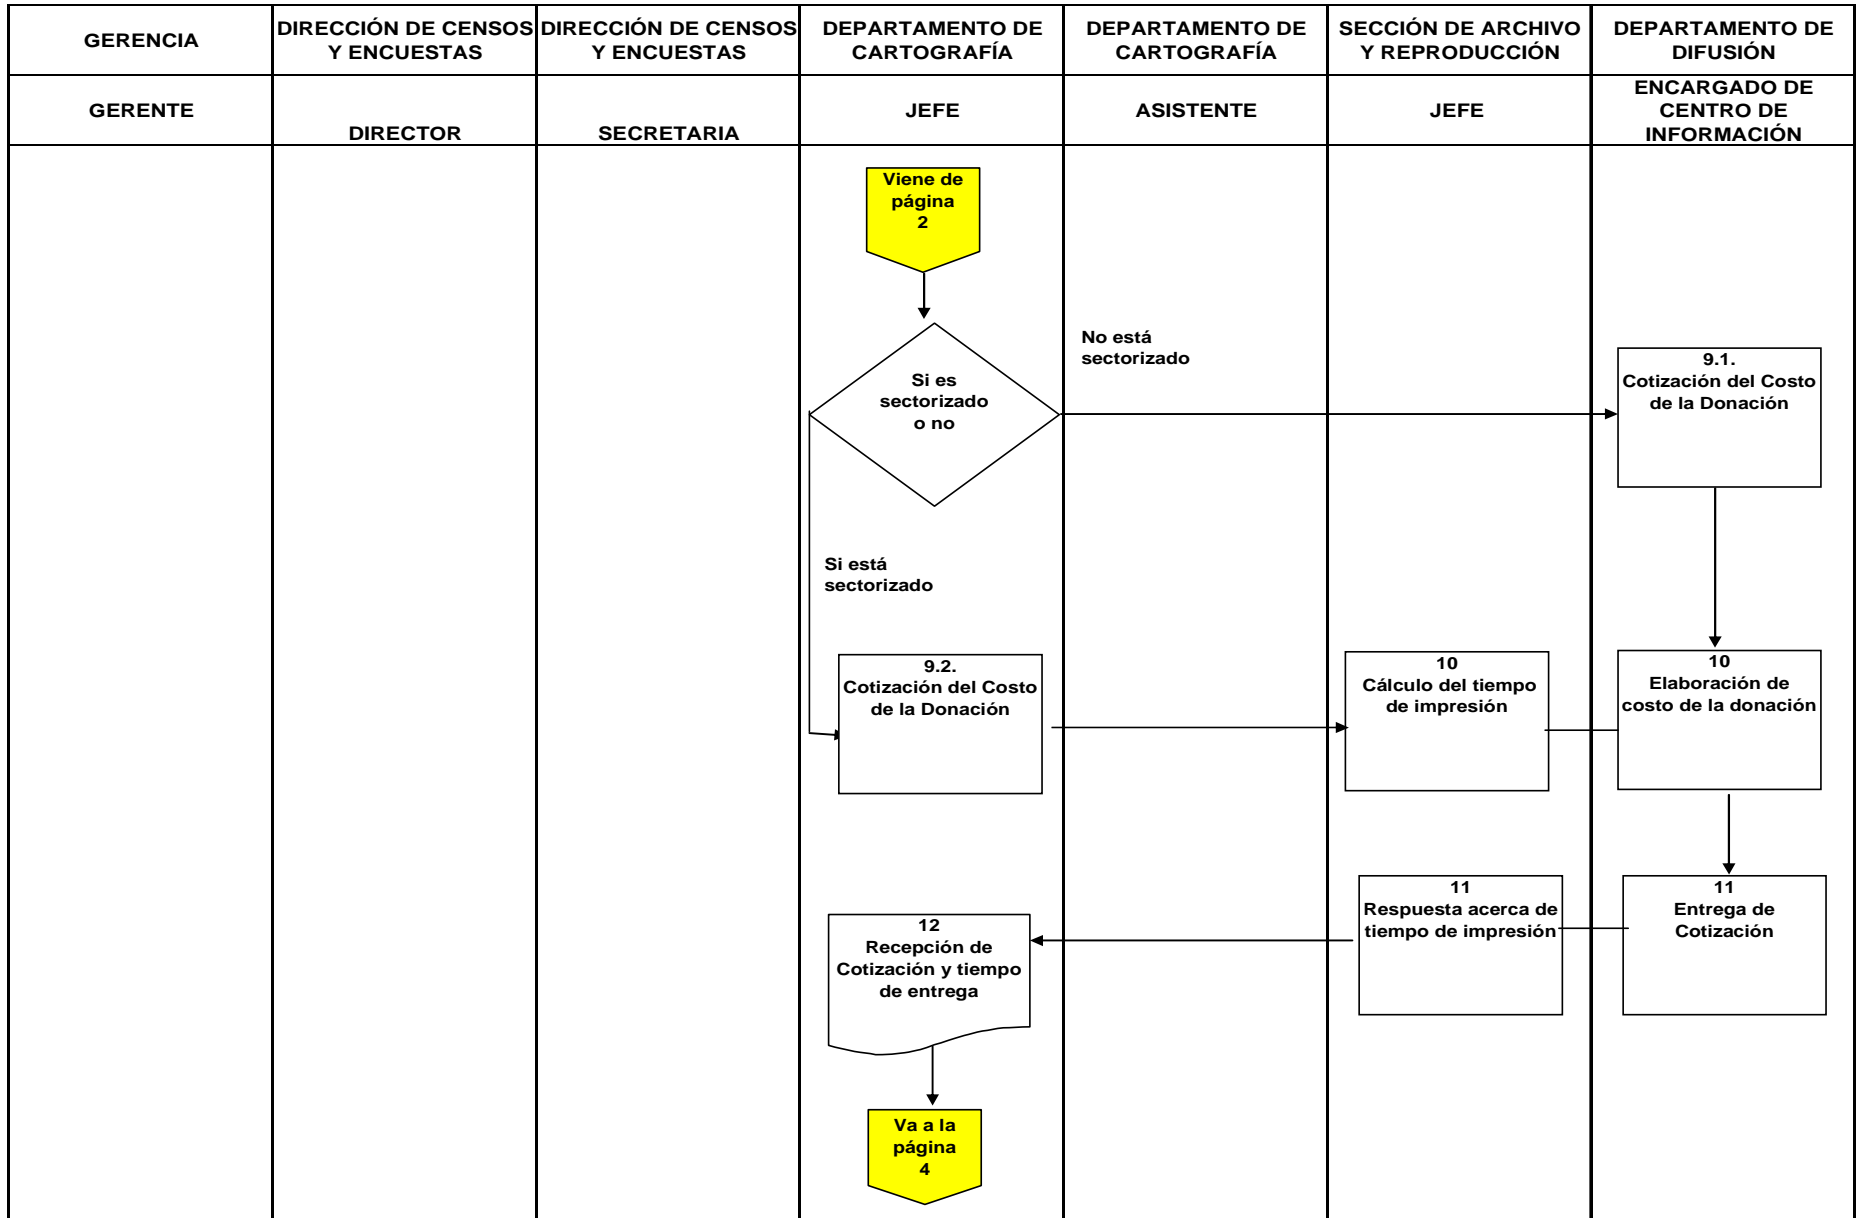 GERENCIA
DIRECCIÓN DE CENSOS
Y ENCUESTAS
DIRECCIÓN DE CENSOS
Y ENCUESTAS
DEPARTAMENTO DE
CARTOGRAFÍA
DEPARTAMENTO DE
CARTOGRAFÍA
SECCIÓN DE ARCHIVO
Y REPRODUCCIÓN
DEPARTAMENTO DE
DIFUSIÓN
GERENTE
DIRECTOR
SECRETARIA
JEFE
ASISTENTE
JEFE
ENCARGADO DE
CENTRO DE
INFORMACIÓN
Viene de
página
2
Si es
sectorizado
o no
No está
sectorizado
9.1.
Cotización del Costo
de la Donación
Si está
sectorizado
9.2.
Cotización del Costo
de la Donación
10
Cálculo del tiempo
de impresión
10
Elaboración de
costo de la donación
11
Respuesta acerca de
tiempo de impresión
11
Entrega de
Cotización
12
Recepción de
Cotización y tiempo
de entrega
Va a la
página
4